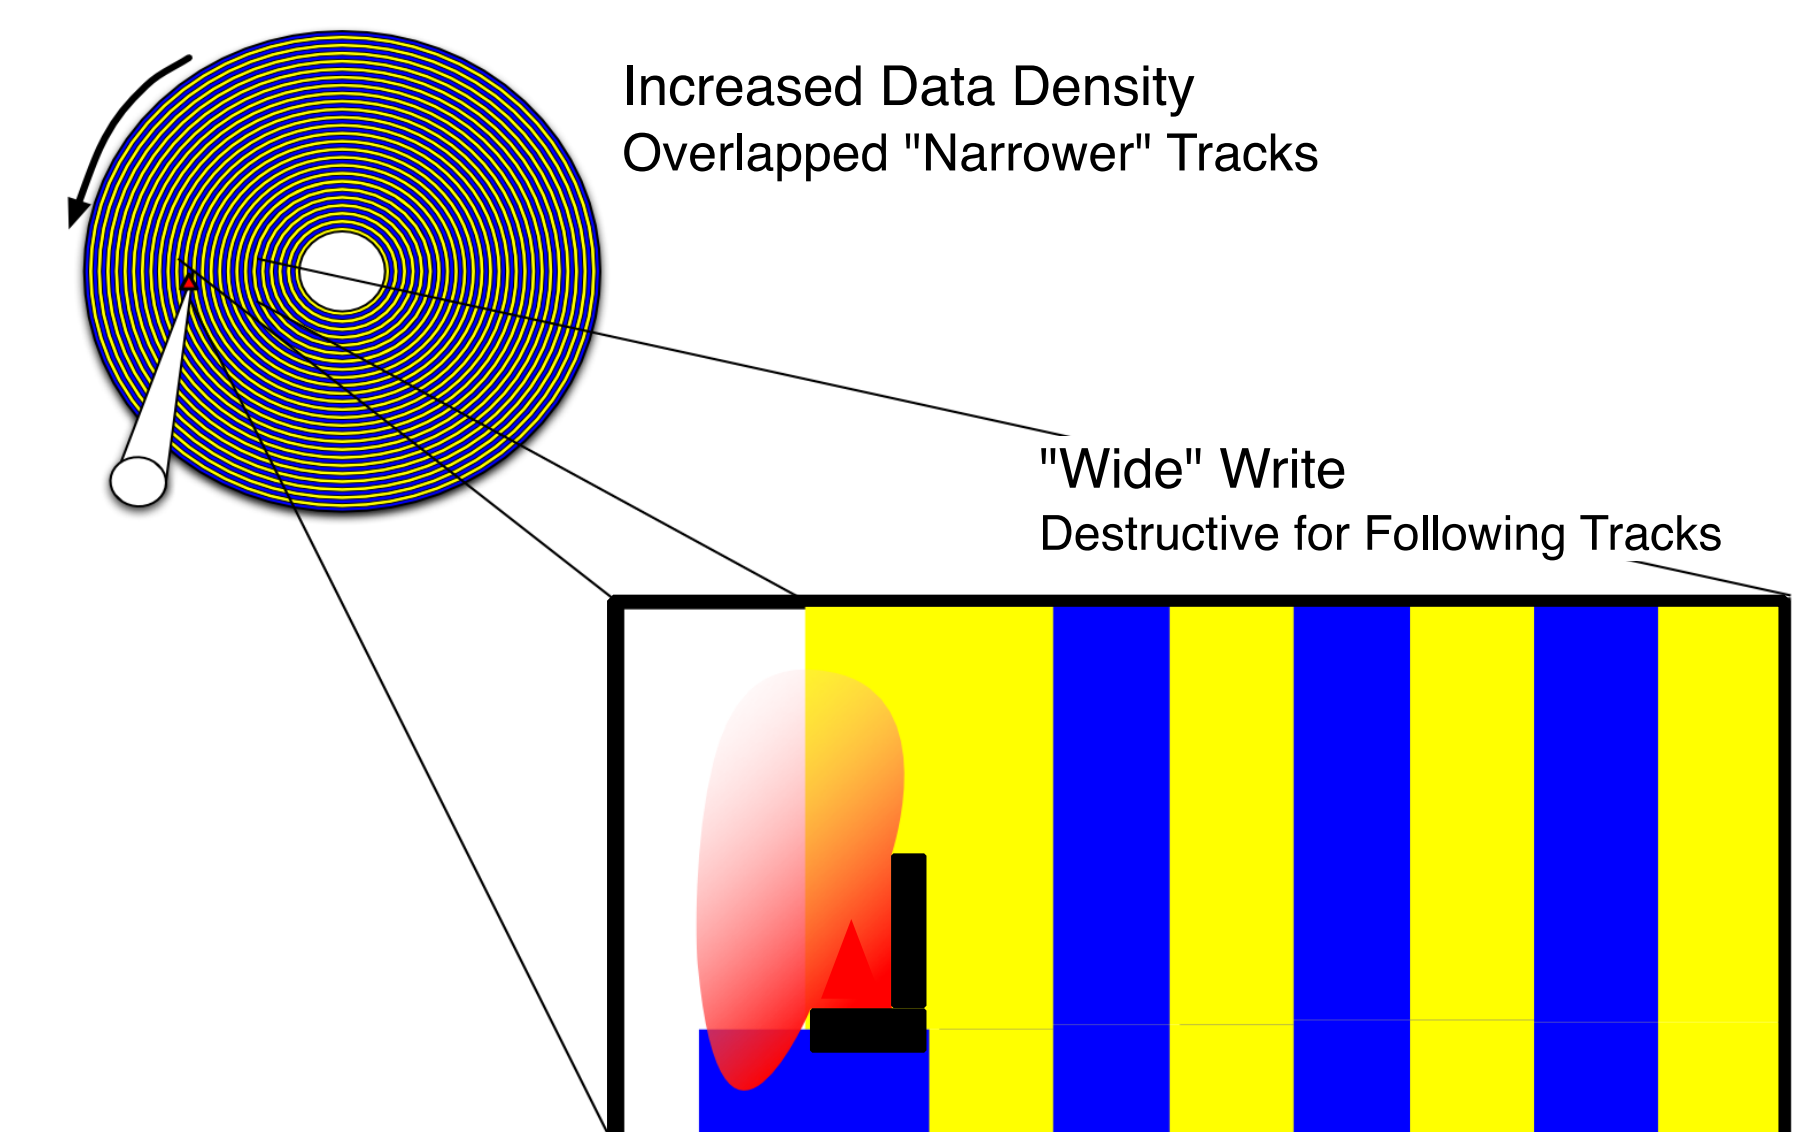 Increased Data Density
Overlapped "Narrower" Tracks
"Wide" Write
Destructive for Following Tracks